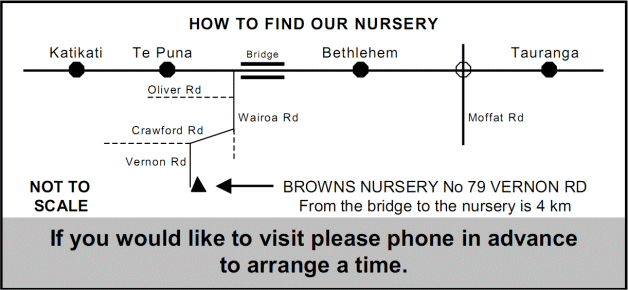 HOW TO FIND OUR NURSERY
Katikati
Te Puna
Bridge
Bethlehem
Tauranga
Oliver Rd
Wairoa Rd
Moffat Rd
Crawford Rd
Vernon Rd
NOT TO
SCALE
BROWNS NURSERY No 79 VERNON RD
From the bridge to the nursery is 4 km
If you would like to visit please phone in advance
to arrange a time.